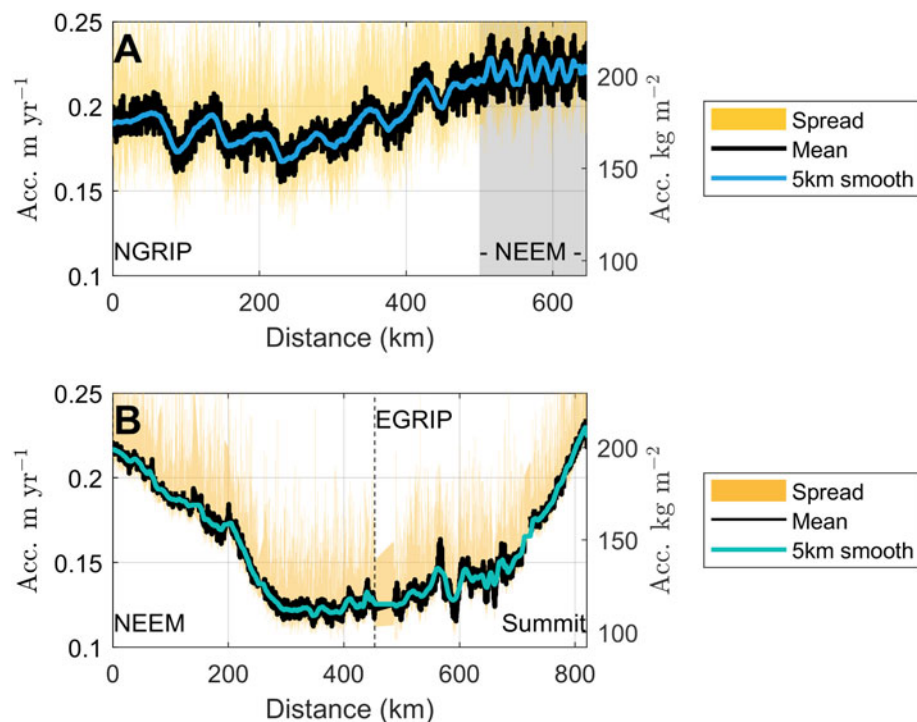 A
0.25
0.2
0.15
0.1
Acc. m yr⁻¹
200
150
100
Acc. kg m⁻²
NGRIP
- NEEM -
0 200 400 600
Distance (km)
Spread
Mean
5km smooth
B
0.25
0.2
0.15
0.1
Acc. m yr⁻¹
EGRIP
200
150
100
Acc. kg m⁻²
NEEM
Summit
0 200 400 600 800
Distance (km)
Spread
Mean
5km smooth